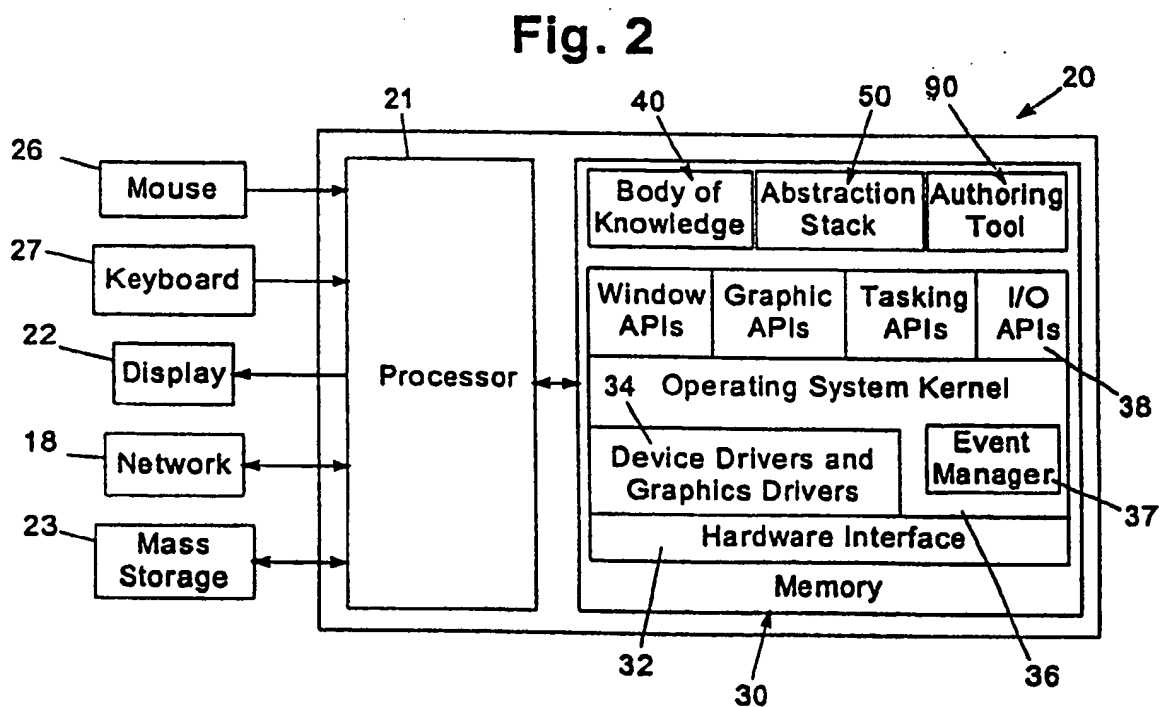 Fig. 2
20
21
40
50
90
26
Mouse
27
Keyboard
22
Display
18
Network
23
Mass
Storage
Processor
Body of
Knowledge
Abstraction
Stack
Authoring
Tool
Window
APIs
Graphic
APIs
Tasking
APIs
I/O
APIs
38
34
Operating System Kernel
Device Drivers and
Graphics Drivers
Event
Manager
37
Hardware Interface
Memory
32
30
36